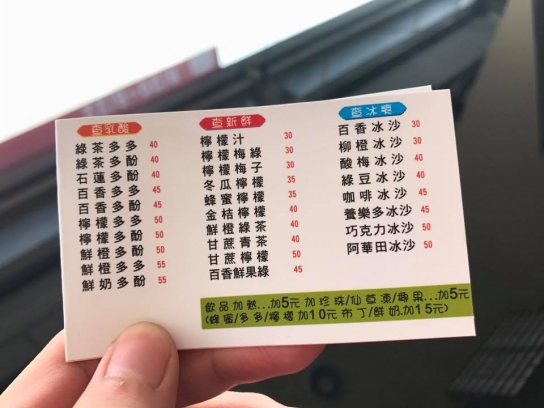 查乳酸
綠茶多多 40
綠茶多酚 40
石蓮多酚 40
百香多多 45
百香多酚 45
檸檬多多 50
檸檬多酚 50
鮮橙多酚 50
鮮橙多多 55
鮮奶多酚 55
查新鮮
檸檬汁 30
檸檬梅綠 30
檸檬梅子 30
冬瓜檸檬 35
蜂蜜檸檬 35
金桔檸檬 40
鮮橙綠茶 40
甘蔗青茶 40
甘蔗檸檬 50
百香鮮果綠 45
查冰凍
百香冰沙 30
柳橙冰沙 40
酸梅冰沙 40
綠豆冰沙 40
咖啡冰沙 45
養樂多冰沙 45
巧克力冰沙 50
阿華田冰沙 50
飲品加熱...加5元 加珍珠/仙草凍/椰果...加5元
(蜂蜜/多多/檸檬加10元 布丁/鮮奶.加15元)